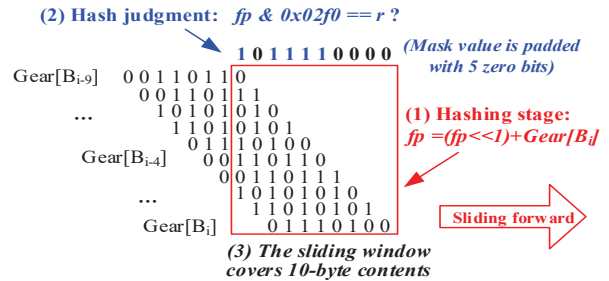 (2) Hash judgment: fp & 0x02f0 == r ?
1 0 1 1 1 1 0 0 0 0
(Mask value is padded
with 5 zero bits)
Gear[Bi-9] 0 0 1 1 0 1 1 0
0 0 1 1 0 1 1 1
... 1 0 1 0 1 0 1 0
1 1 0 1 0 1 0 1
0 1 1 1 0 1 0 0
Gear[Bi-4] 0 0 1 1 0 1 1 0
0 0 1 1 0 1 1 1
... 1 0 1 0 1 0 1 0
1 1 0 1 0 1 0 1
Gear[Bi] 0 1 1 1 0 1 0 0
(1) Hashing stage:
fp =(fp<<1)+Gear[Bi]
Sliding forward
(3) The sliding window
covers 10-byte contents